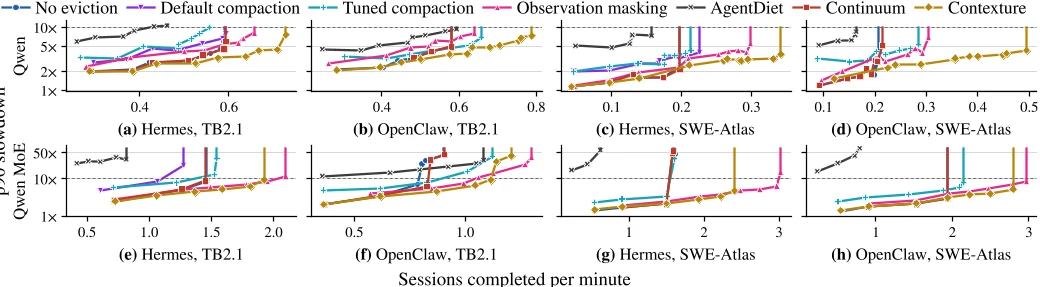 No eviction Default compaction Tuned compaction Observation masking AgentDiet Continuum Contexture
p90 slowdown
Qwen
10×
5×
2×
1×
0.4 0.6
0.4 0.6 0.8
0.1 0.2 0.3
0.1 0.2 0.3 0.4 0.5
(a) Hermes, TB2.1
(b) OpenClaw, TB2.1
(c) Hermes, SWE-Atlas
(d) OpenClaw, SWE-Atlas
Qwen MoE
50×
10×
1×
0.5 1.0 1.5 2.0
0.5 1.0
1 2 3
1 2 3
(e) Hermes, TB2.1
(f) OpenClaw, TB2.1
(g) Hermes, SWE-Atlas
(h) OpenClaw, SWE-Atlas
Sessions completed per minute